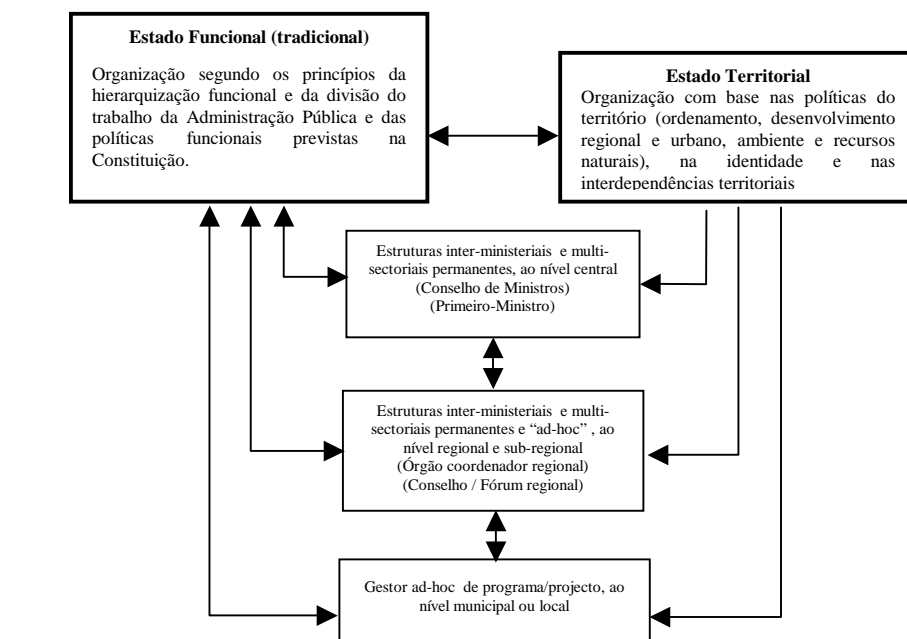 Estado Funcional (tradicional)
Organização segundo os princípios da
hierarquização funcional e da divisão do
trabalho da Administração Pública e das
políticas funcionais previstas na
Constituição.
Estado Territorial
Organização com base nas políticas do
território (ordenamento, desenvolvimento
regional e urbano, ambiente e recursos
naturais), na identidade e nas
interdependências territoriais
Estruturas inter-ministeriais e multi-
sectoriais permanentes, ao nível central
(Conselho de Ministros)
(Primeiro-Ministro)
Estruturas inter-ministeriais e multi-
sectoriais permanentes e “ad-hoc” , ao
nível regional e sub-regional
(Órgão coordenador regional)
(Conselho / Fórum regional)
Gestor ad-hoc de programa/projecto, ao
nível municipal ou local